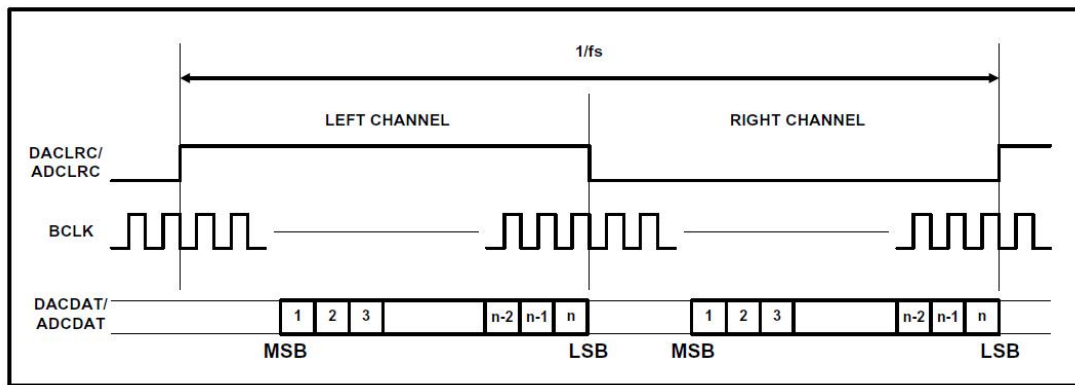 1/fs
LEFT CHANNEL RIGHT CHANNEL
DACLRC/
ADCLRC
BCLK
DACDAT/
ADCDAT
1 2 3 n-2 n-1 n 1 2 3 n-2 n-1 n
MSB LSB MSB LSB